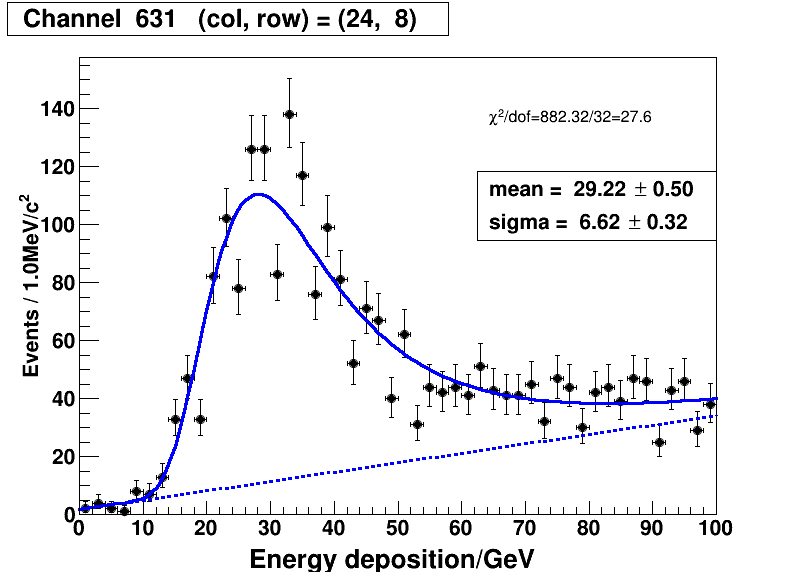 Channel 631 (col, row) = (24, 8)
χ²/dof=882.32/32=27.6
mean = 29.22 ± 0.50
sigma = 6.62 ± 0.32
Events / 1.0MeV/c²
140
120
100
80
60
40
20
0
0 10 20 30 40 50 60 70 80 90 100
Energy deposition/GeV